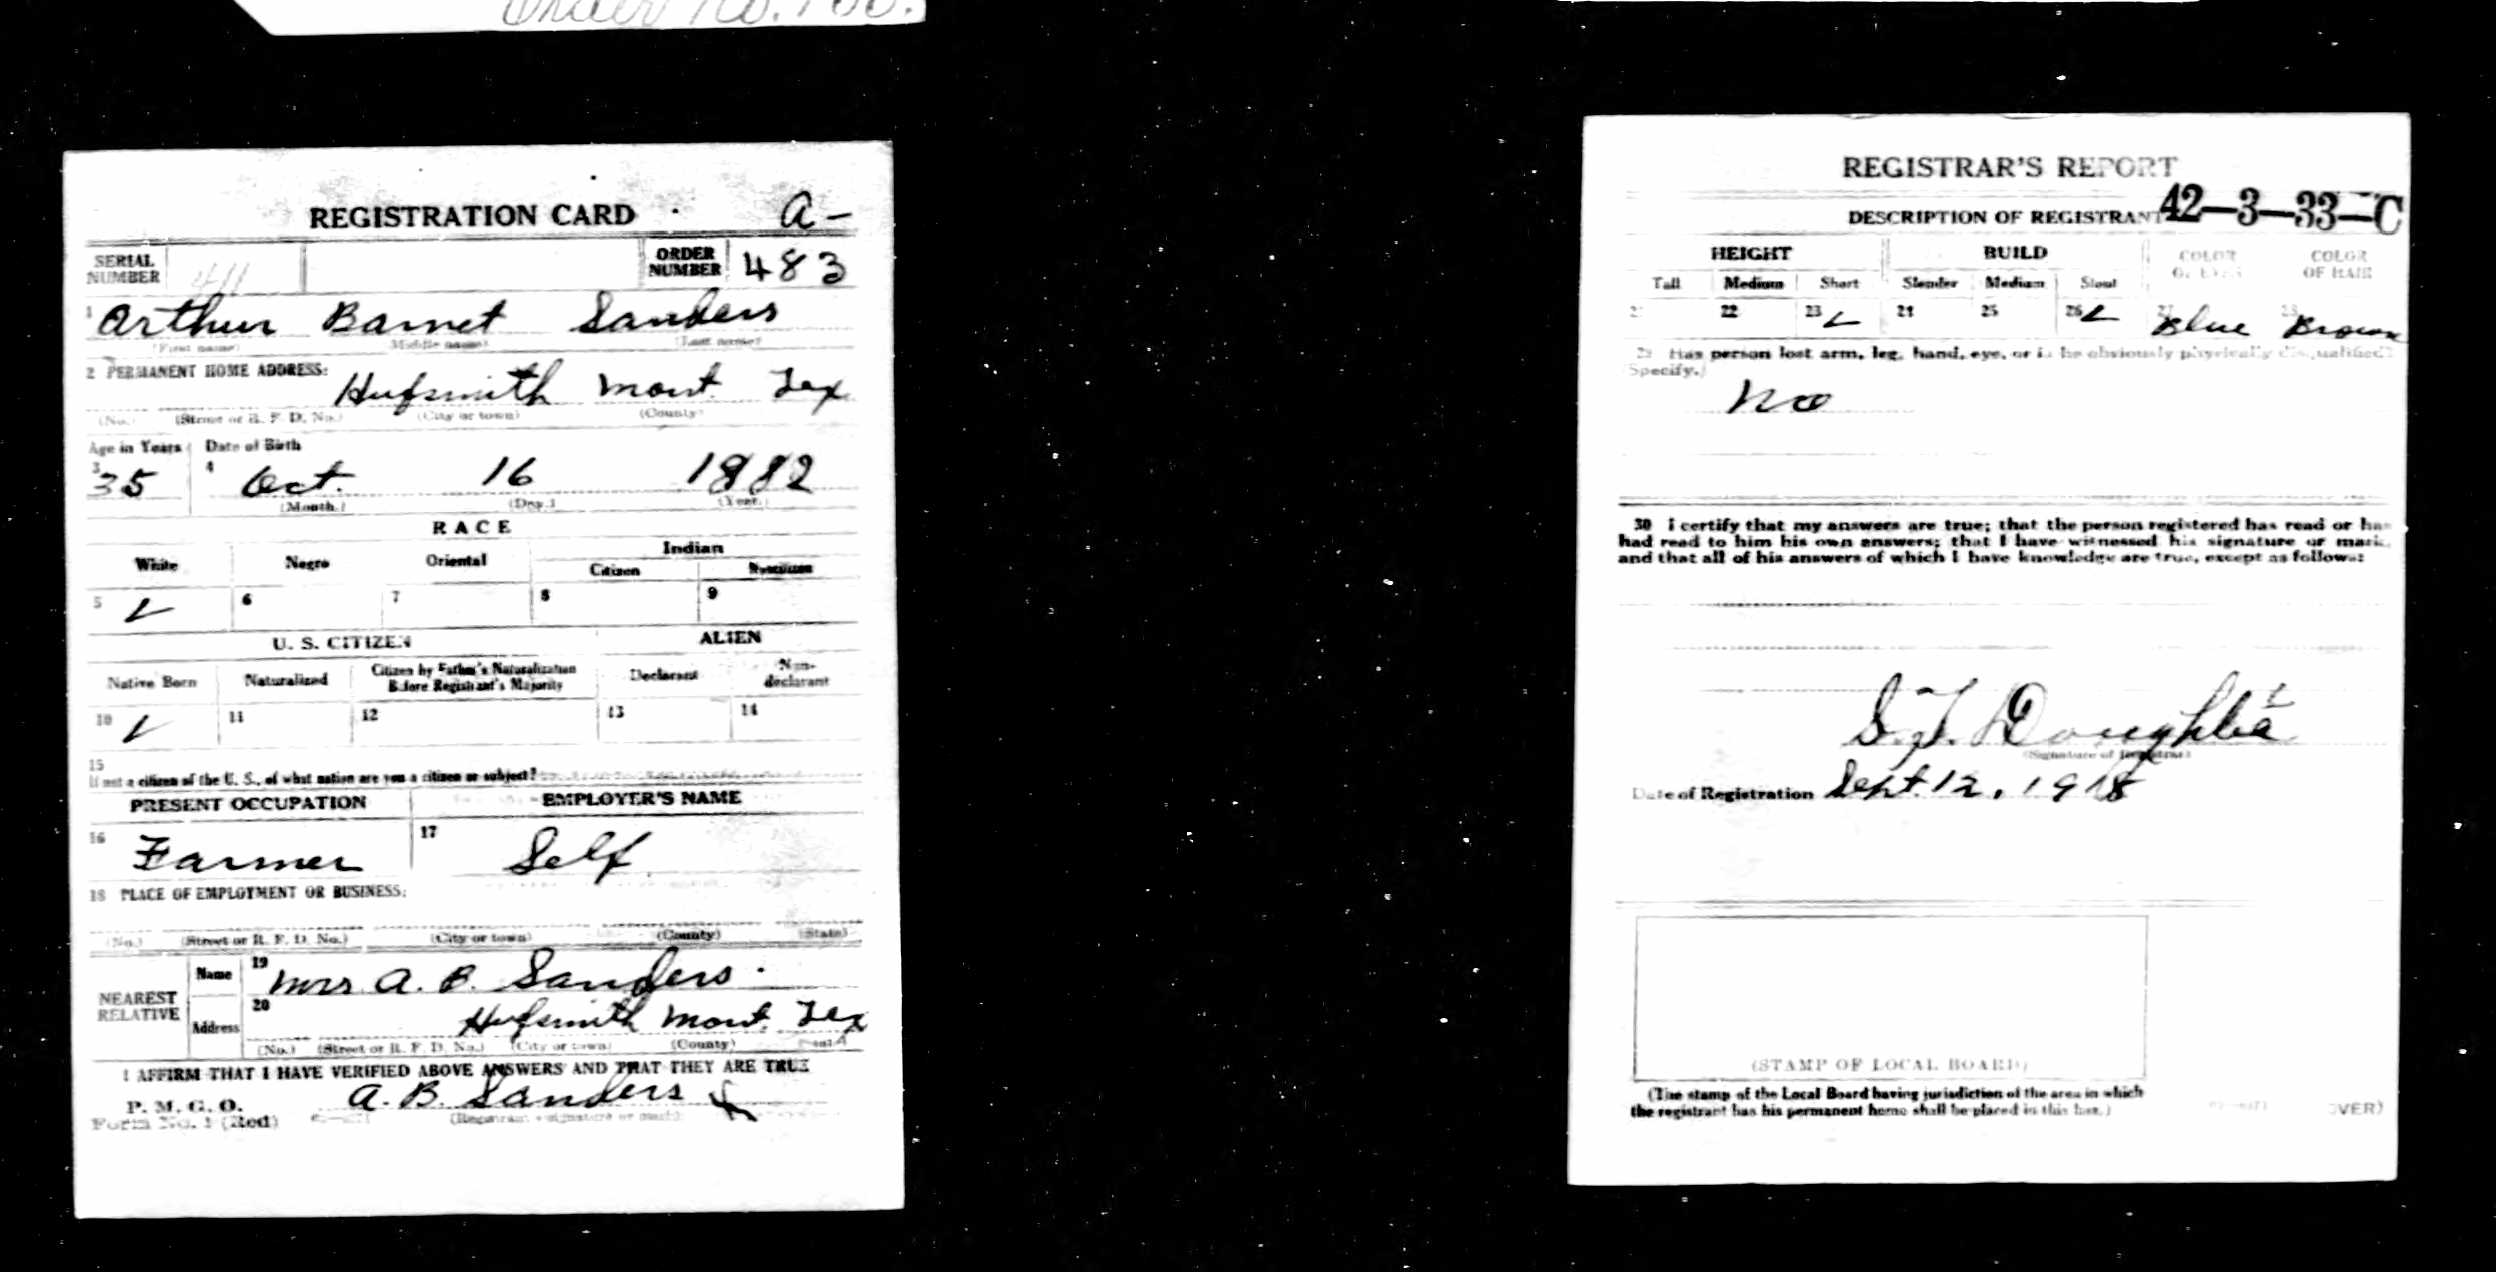 Order No. 100.
REGISTRATION CARD A-
SERIAL NUMBER 411 ORDER NUMBER 483
1 Arthur Barnet Sanders
(First name) (Middle name) (Last name)
2 PERMANENT HOME ADDRESS:
Hufsmith Mont. Tex
(No.) (Street or R. F. D. No.) (City or town) (County)
Age in Years Date of Birth
3 35 4 Oct. 16 1882
(Month.) (Day.) (Year.)
RACE
White Negro Oriental Indian
Citizen Noncitizen
5 6 7 8 9
U. S. CITIZEN ALIEN
Native Born Naturalized Citizen by Father's Naturalization Before Registrant's Majority Declarant Non-declarant
10 11 12 13 14
15
If not a citizen of the U. S., of what nation are you a citizen or subject?
PRESENT OCCUPATION EMPLOYER'S NAME
16 Farmer 17 Self
18 PLACE OF EMPLOYMENT OR BUSINESS:
(No.) (Street or R. F. D. No.) (City or town) (County) (State)
NEAREST RELATIVE Name 19 Mrs A. B. Sanders.
Address 20 Hufsmith Mont. Tex
(No.) (Street or R. F. D. No.) (City or town) (County)
I AFFIRM THAT I HAVE VERIFIED ABOVE ANSWERS AND THAT THEY ARE TRUE
P. M. G. O.
Form No. 1 (Red)
A. B. Sanders
(Registrant's signature or mark)
REGISTRAR'S REPORT
42-3-33-C
DESCRIPTION OF REGISTRANT
HEIGHT BUILD COLOR OF EYES COLOR OF HAIR
Tall Medium Short Slender Medium Stout
21 22 23 24 25 26 27 Blue 28 Brown
29 Has person lost arm, leg, hand, eye, or is he obviously physically disqualified?
(Specify.)
No
30 I certify that my answers are true; that the person registered has read or has
had read to him his own answers; that I have witnessed his signature or mark,
and that all of his answers of which I have knowledge are true, except as follows:
(Signature of Registrar)
Date of Registration Sept. 12, 1918
(STAMP OF LOCAL BOARD)
(The stamp of the Local Board having jurisdiction of the area in which
the registrant has his permanent home shall be placed in this box.)
OVER)